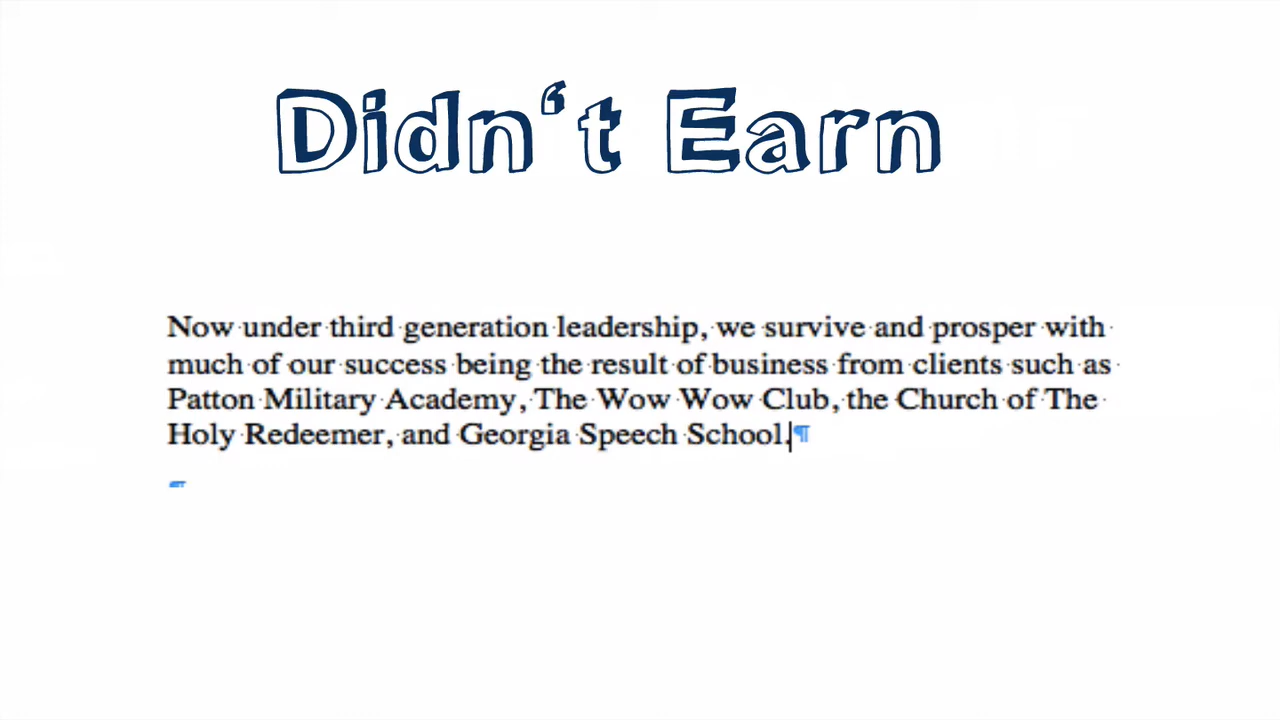 Didn‘t Earn
Now under third generation leadership, we survive and prosper with
much of our success being the result of business from clients such as
Patton Military Academy, The Wow Wow Club, the Church of The
Holy Redeemer, and Georgia Speech School.¶